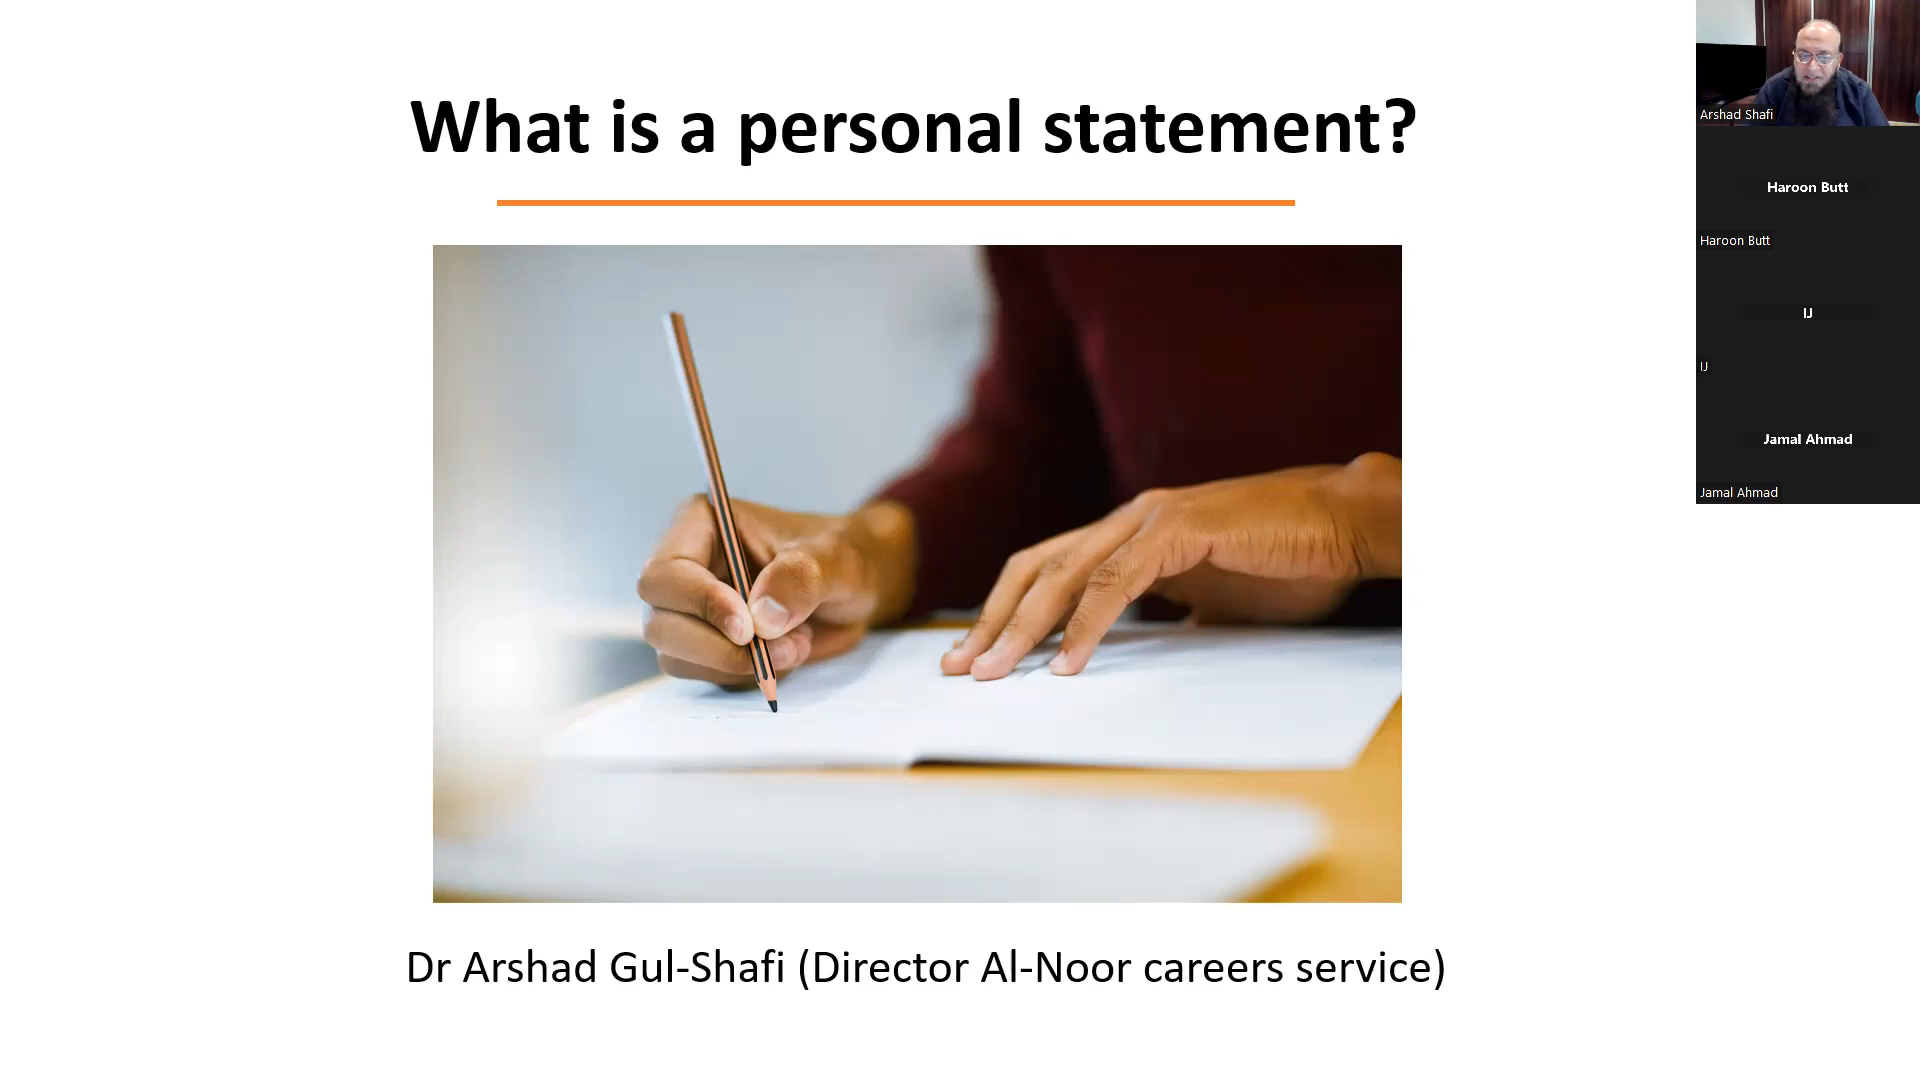 What is a personal statement?
Dr Arshad Gul-Shafi (Director Al-Noor careers service)
Arshad Shafi
Haroon Butt
Haroon Butt
IJ
IJ
Jamal Ahmad
Jamal Ahmad